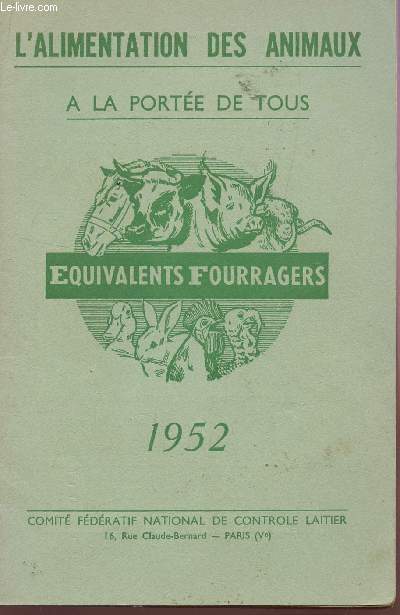 © Le-livre.com
L'ALIMENTATION DES ANIMAUX
A LA PORTÉE DE TOUS
EQUIVALENTS FOURRAGERS
1952
COMITÉ FÉDÉRATIF NATIONAL DE CONTROLE LAITIER
16, Rue Claude-Bernard — PARIS (Vᵉ)